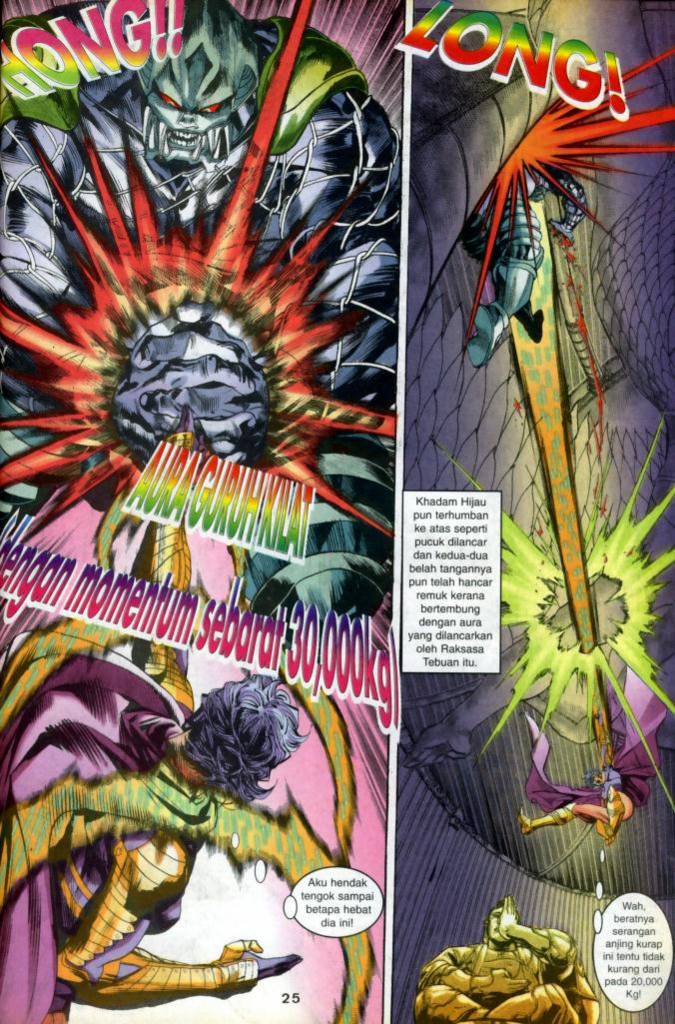 HONG!!
AURA GURUH KILAT
dengan momentum sebarat 30,000kg!
Aku hendak
tengok sampai
betapa hebat
dia ini!
25
LONG!
Khadam Hijau
pun terhumban
ke atas seperti
pucuk dilancar
dan kedua-dua
belah tangannya
pun telah hancar
remuk kerana
bertembung
dengan aura
yang dilancarkan
oleh Raksasa
Tebuan itu.
Wah,
beratnya
serangan
anjing kurap
ini tentu tidak
kurang dari
pada 20,000
Kg!